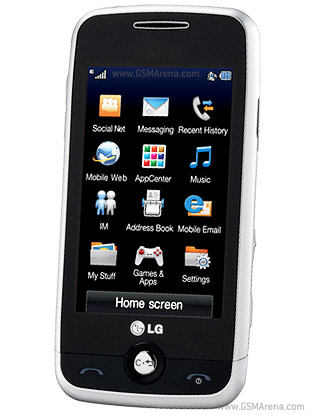 www.GSMArena.com
Social Net Messaging Recent History
Mobile Web AppCenter Music
IM Address Book Mobile Email
My Stuff Games & Apps Settings
Home screen
LG
© www.GSMArena.com